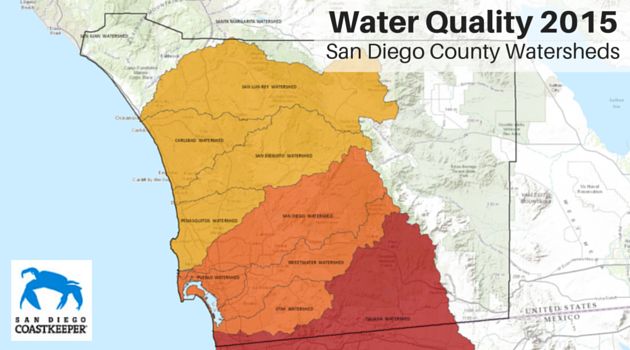 Water Quality 2015
San Diego County Watersheds
SANTA MARGARITA WATERSHED
SAN JUAN WATERSHED
SAN LUIS REY WATERSHED
CARLSBAD WATERSHED
SAN DIEGUITO WATERSHED
PENASQUITOS WATERSHED
SAN DIEGO WATERSHED
SWEETWATER WATERSHED
PUEBLO WATERSHED
OTAY WATERSHED
TIJUANA WATERSHED
UNITED STATES
MEXICO
SAN DIEGO
COASTKEEPER